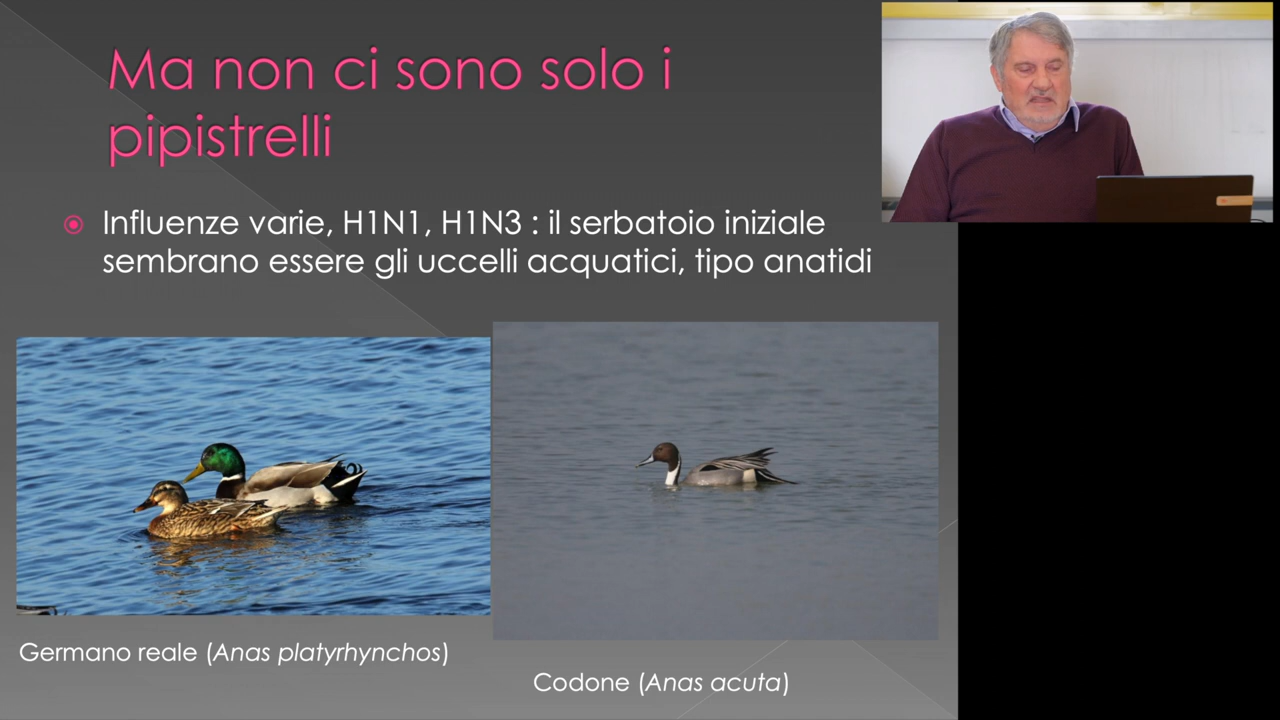 Ma non ci sono solo i
pipistrelli
Influenze varie, H1N1, H1N3 : il serbatoio iniziale
sembrano essere gli uccelli acquatici, tipo anatidi
Germano reale (Anas platyrhynchos)
Codone (Anas acuta)